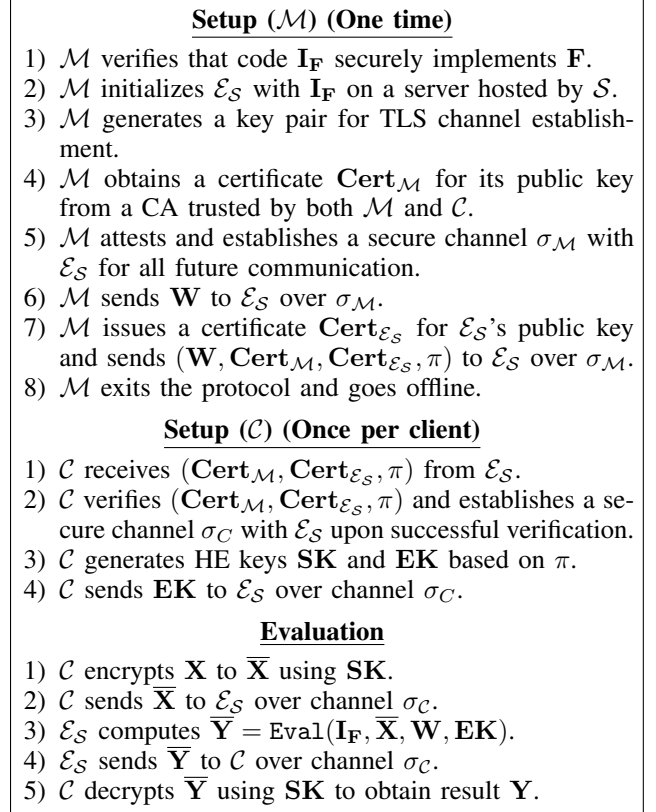 Setup (ℳ) (One time)
1) ℳ verifies that code I_F securely implements F.
2) ℳ initializes ℰ_𝒮 with I_F on a server hosted by 𝒮.
3) ℳ generates a key pair for TLS channel establish-
ment.
4) ℳ obtains a certificate Cert_ℳ for its public key
from a CA trusted by both ℳ and 𝒞.
5) ℳ attests and establishes a secure channel σ_ℳ with
ℰ_𝒮 for all future communication.
6) ℳ sends W to ℰ_𝒮 over σ_ℳ.
7) ℳ issues a certificate Cert_ℰ_𝒮 for ℰ_𝒮's public key
and sends (W, Cert_ℳ, Cert_ℰ_𝒮, π) to ℰ_𝒮 over σ_ℳ.
8) ℳ exits the protocol and goes offline.
Setup (𝒞) (Once per client)
1) 𝒞 receives (Cert_ℳ, Cert_ℰ_𝒮, π) from ℰ_𝒮.
2) 𝒞 verifies (Cert_ℳ, Cert_ℰ_𝒮, π) and establishes a se-
cure channel σ_C with ℰ_𝒮 upon successful verification.
3) 𝒞 generates HE keys SK and EK based on π.
4) 𝒞 sends EK to ℰ_𝒮 over channel σ_C.
Evaluation
1) 𝒞 encrypts X to X̅ using SK.
2) 𝒞 sends X̅ to ℰ_𝒮 over channel σ_𝒞.
3) ℰ_𝒮 computes Y̅ = Eval(I_F, X̅, W, EK).
4) ℰ_𝒮 sends Y̅ to 𝒞 over channel σ_𝒞.
5) 𝒞 decrypts Y̅ using SK to obtain result Y.